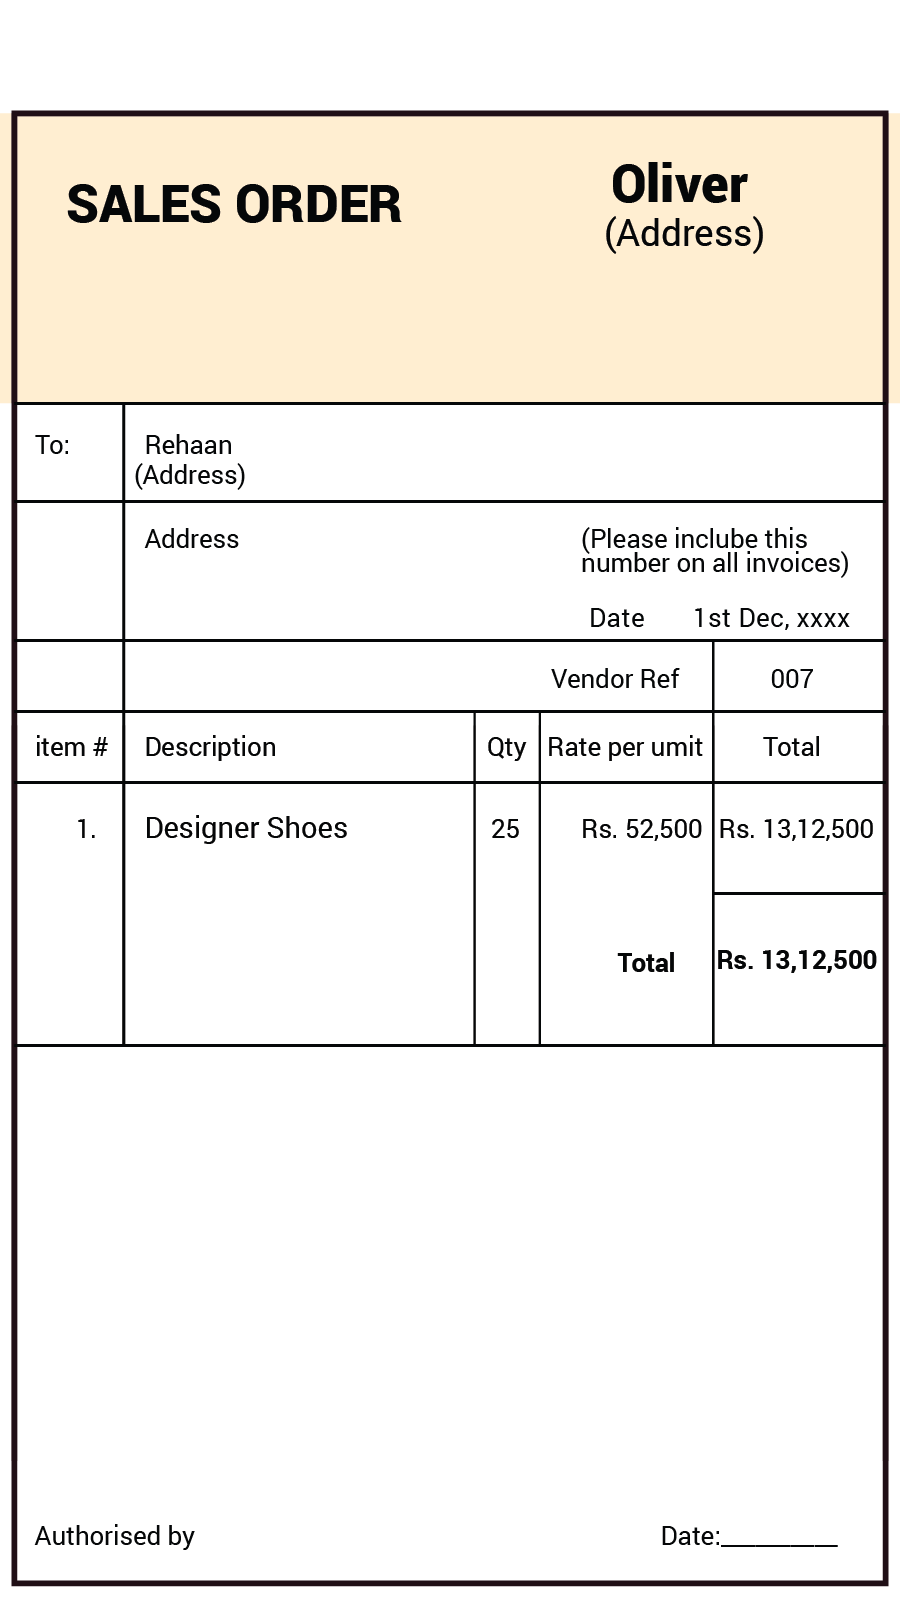 SALES ORDER
Oliver
(Address)
To:
Rehaan
(Address)
Address
(Please inclube this
number on all invoices)
Date 1st Dec, xxxx
Vendor Ref 007
item # Description Qty Rate per umit Total
1. Designer Shoes 25 Rs. 52,500 Rs. 13,12,500
Total Rs. 13,12,500
Authorised by Date:_________